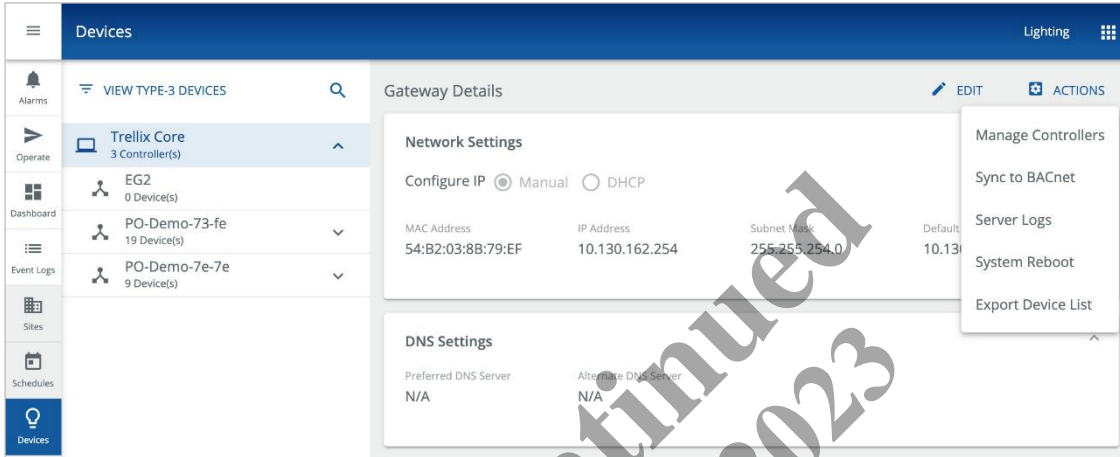 Devices
Lighting
Alarms
Operate
Dashboard
Event Logs
Sites
Schedules
Devices
VIEW TYPE-3 DEVICES
Trellix Core
3 Controller(s)
EG2
0 Device(s)
PO-Demo-73-fe
19 Device(s)
PO-Demo-7e-7e
9 Device(s)
Gateway Details
EDIT
ACTIONS
Manage Controllers
Sync to BACnet
Server Logs
System Reboot
Export Device List
Network Settings
Configure IP Manual DHCP
MAC Address IP Address Subnet Mask Default
54:B2:03:8B:79:EF 10.130.162.254 255.255.254.0
DNS Settings
Preferred DNS Server Alternate DNS Server
N/A N/A
2023